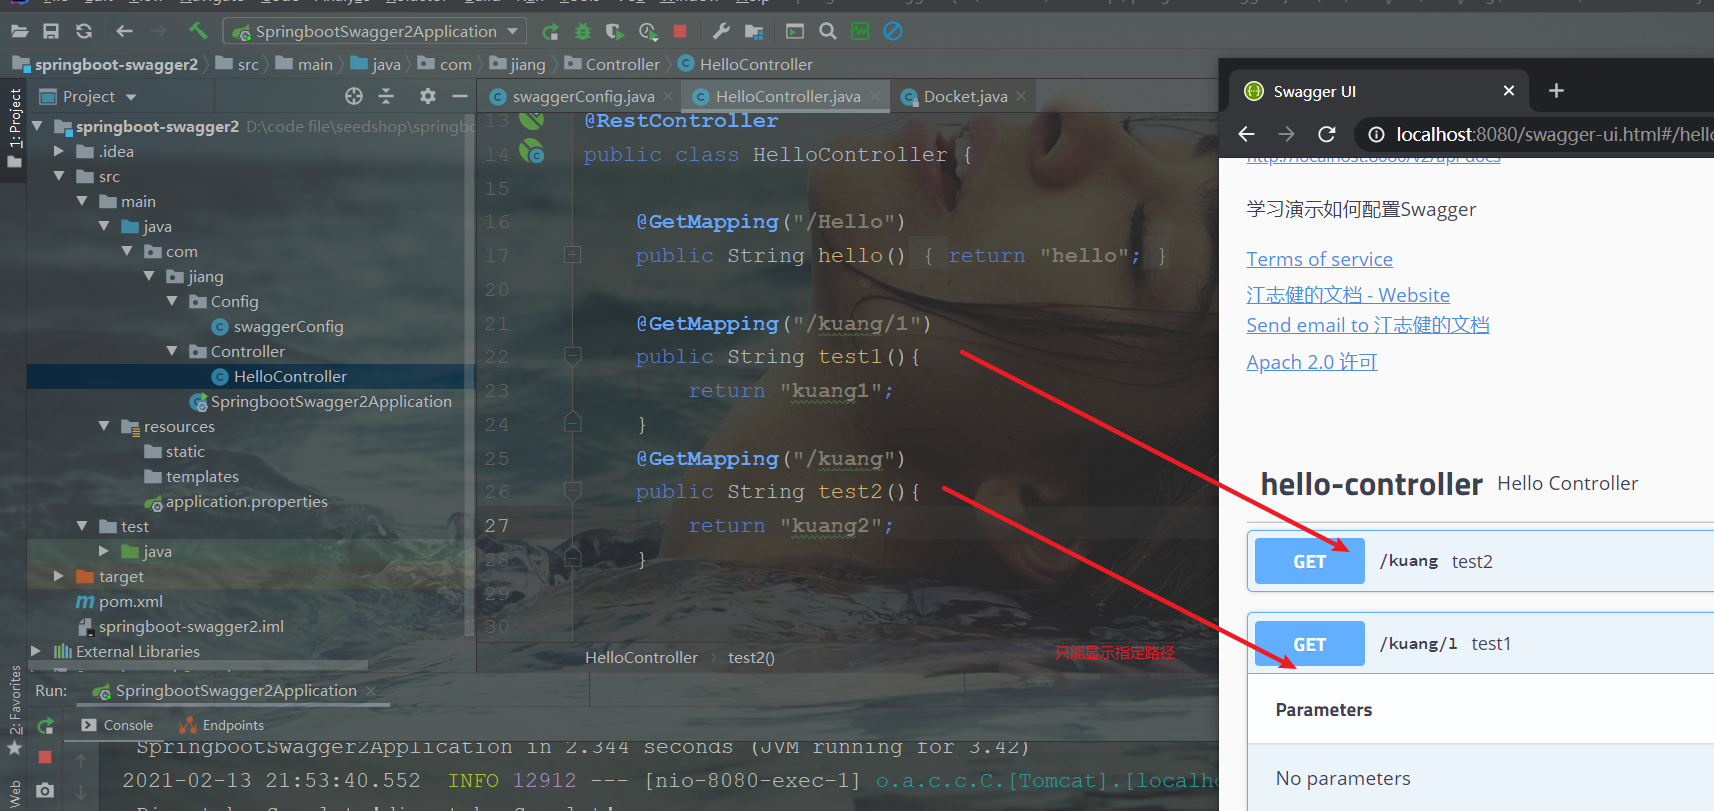 SpringbootSwagger2Application
springboot-swagger2
src
main
java
com
jiang
Controller
HelloController
1: Project
Project
swaggerConfig.java
HelloController.java
Docket.java
springboot-swagger2 D:\code file\seedshop\springbo
.idea
src
main
java
com
jiang
Config
swaggerConfig
Controller
HelloController
SpringbootSwagger2Application
resources
static
templates
application.properties
test
java
target
pom.xml
springboot-swagger2.iml
External Libraries
13 @RestController
14 public class HelloController {
15
16 @GetMapping("/Hello")
17 public String hello() { return "hello"; }
20
21 @GetMapping("/kuang/1")
22 public String test1(){
23 return "kuang1";
24 }
25 @GetMapping("/kuang")
26 public String test2(){
27 return "kuang2";
28 }
29
30
HelloController
test2()
只能显示指定路径
2: Favorites
Web
Run:
SpringbootSwagger2Application
Console
Endpoints
SpringbootSwagger2Application in 2.344 seconds (JVM running for 3.42)
2021-02-13 21:53:40.552 INFO 12912 --- [nio-8080-exec-1] o.a.c.c.C.[Tomcat].[localho
Swagger UI
localhost:8080/swagger-ui.html#/hello
http://localhost:8080/v2/api-docs
学习演示如何配置Swagger
Terms of service
汀志健的文档 - Website
Send email to 汀志健的文档
Apach 2.0 许可
hello-controller Hello Controller
GET /kuang test2
GET /kuang/1 test1
Parameters
No parameters